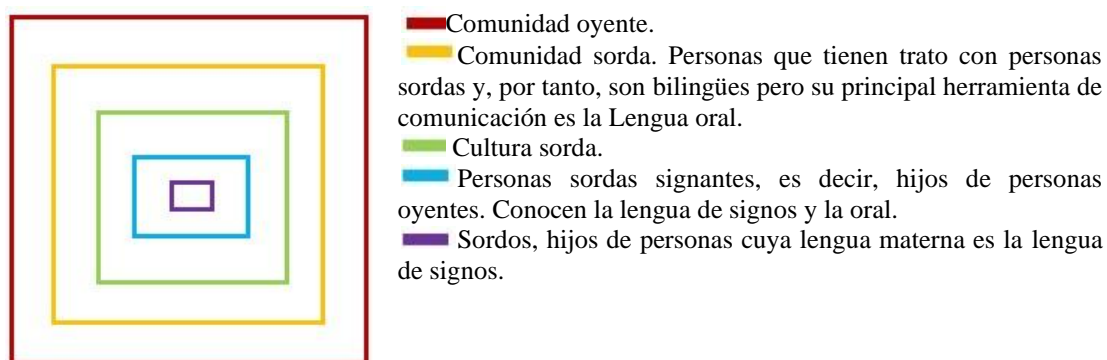 Comunidad oyente.
Comunidad sorda. Personas que tienen trato con personas
sordas y, por tanto, son bilingües pero su principal herramienta de
comunicación es la Lengua oral.
Cultura sorda.
Personas sordas signantes, es decir, hijos de personas
oyentes. Conocen la lengua de signos y la oral.
Sordos, hijos de personas cuya lengua materna es la lengua
de signos.